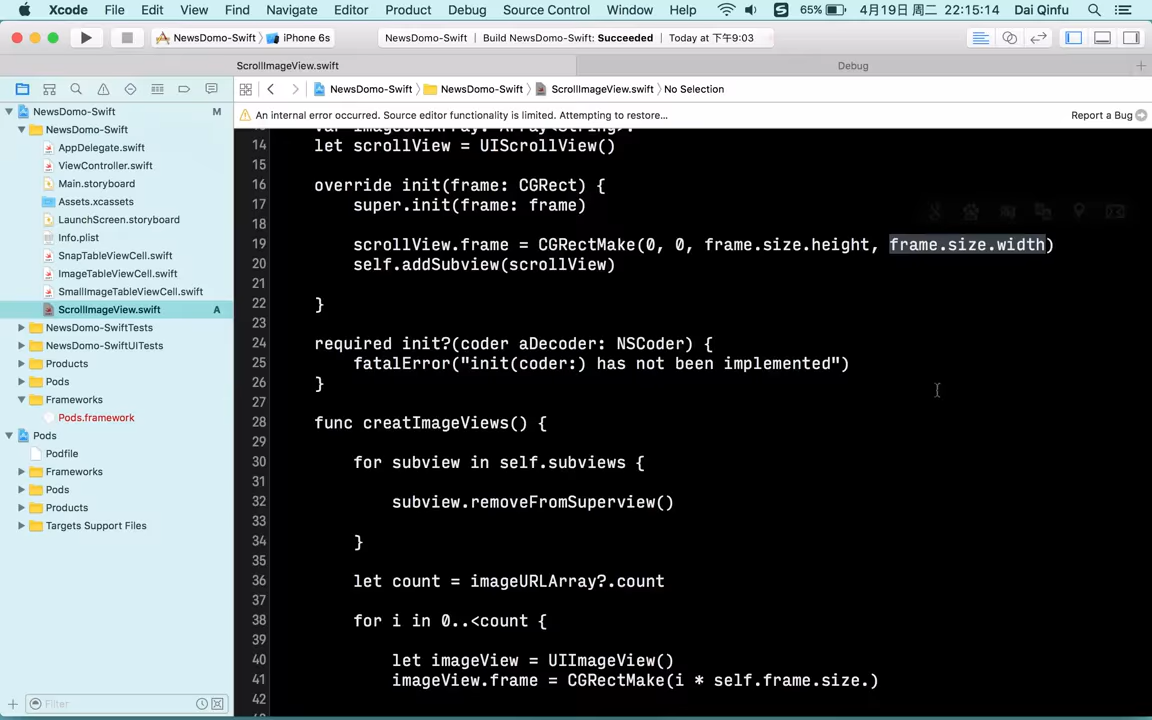 Xcode File Edit View Find Navigate Editor Product Debug Source Control Window Help 65% 4月19日 周二 22:15:14 Dai Qinfu
NewsDomo-Swift iPhone 6s NewsDomo-Swift Build NewsDomo-Swift: Succeeded Today at 下午9:03
ScrollImageView.swift Debug
NewsDomo-Swift NewsDomo-Swift ScrollImageView.swift No Selection
An internal error occurred. Source editor functionality is limited. Attempting to restore... Report a Bug
NewsDomo-Swift M
NewsDomo-Swift
AppDelegate.swift
ViewController.swift
Main.storyboard
Assets.xcassets
LaunchScreen.storyboard
Info.plist
SnapTableViewCell.swift
ImageTableViewCell.swift
SmallImageTableViewCell.swift
ScrollImageView.swift A
NewsDomo-SwiftTests
NewsDomo-SwiftUITests
Products
Pods
Frameworks
Pods.framework
Pods
Podfile
Frameworks
Pods
Products
Targets Support Files
Filter
14 let scrollView = UIScrollView()
15
16 override init(frame: CGRect) {
17 super.init(frame: frame)
18
19 scrollView.frame = CGRectMake(0, 0, frame.size.height, frame.size.width)
20 self.addSubview(scrollView)
21
22 }
23
24 required init?(coder aDecoder: NSCoder) {
25 fatalError("init(coder:) has not been implemented")
26 }
27
28 func creatImageViews() {
29
30 for subview in self.subviews {
31
32 subview.removeFromSuperview()
33
34 }
35
36 let count = imageURLArray?.count
37
38 for i in 0..<count {
39
40 let imageView = UIImageView()
41 imageView.frame = CGRectMake(i * self.frame.size.)
42